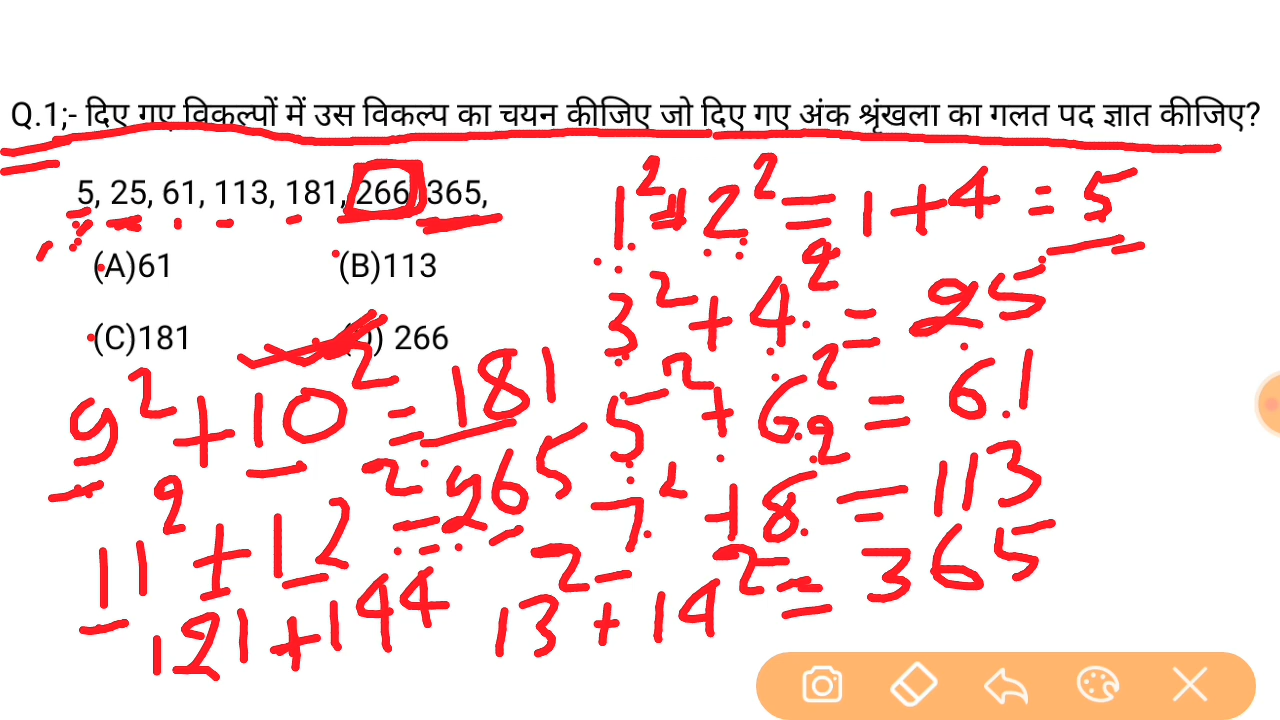 Q.1;- दिए गए विकल्पों में उस विकल्प का चयन कीजिए जो दिए गए अंक श्रृंखला का गलत पद ज्ञात कीजिए?
5, 25, 61, 113, 181, 266, 365,
(A)61 (B)113
(C)181 (D) 266
1²+2²=1+4=5
3²+4²=25
5²+6²=61
7²+8²=113
9²+10²=181
11²+12²=265
121+144
13²+14²=365